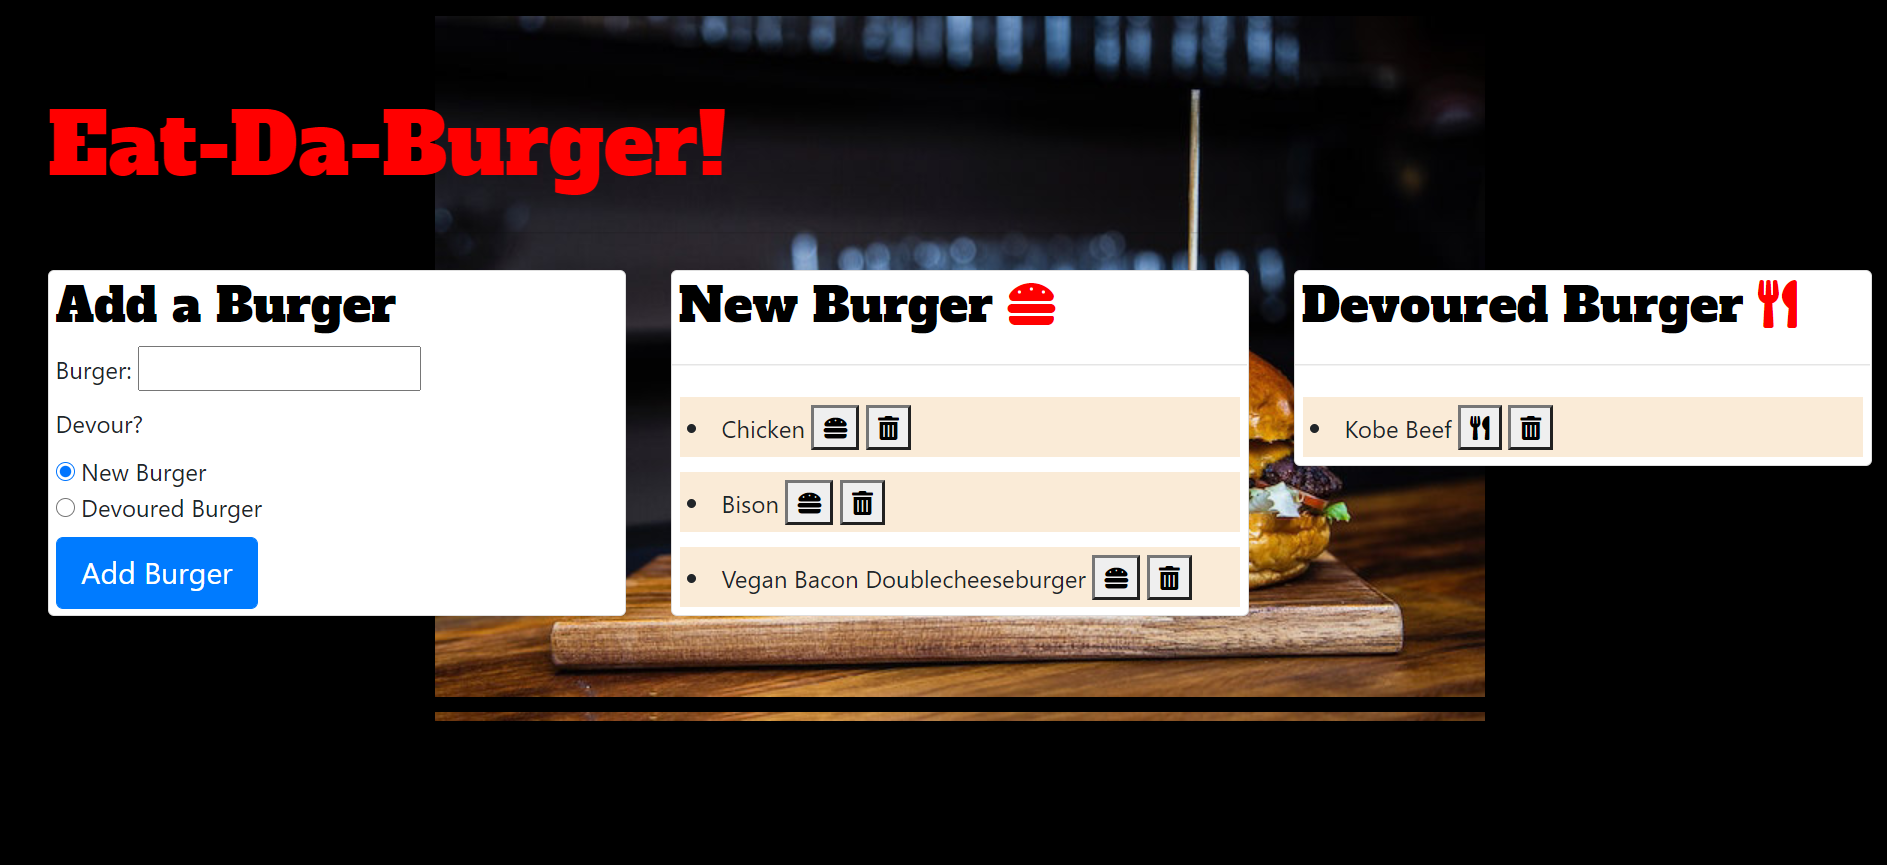 Eat-Da-Burger!
Add a Burger
Burger:
Devour?
New Burger
Devoured Burger
Add Burger
New Burger
Chicken
Bison
Vegan Bacon Doublecheeseburger
Devoured Burger
Kobe Beef